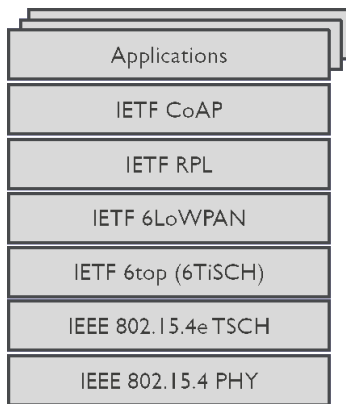 Applications
IETF CoAP
IETF RPL
IETF 6LoWPAN
IETF 6top (6TiSCH)
IEEE 802.15.4e TSCH
IEEE 802.15.4 PHY